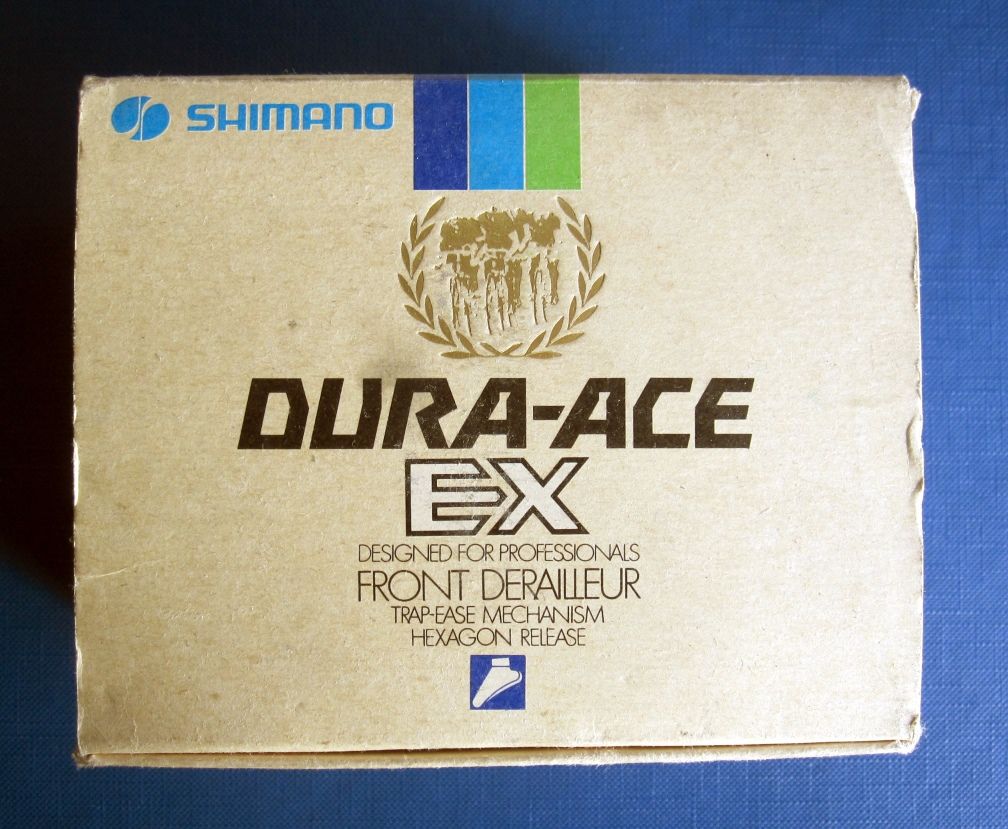 SHIMANO
DURA-ACE
EX
DESIGNED FOR PROFESSIONALS
FRONT DERAILLEUR
TRAP-EASE MECHANISM
HEXAGON RELEASE